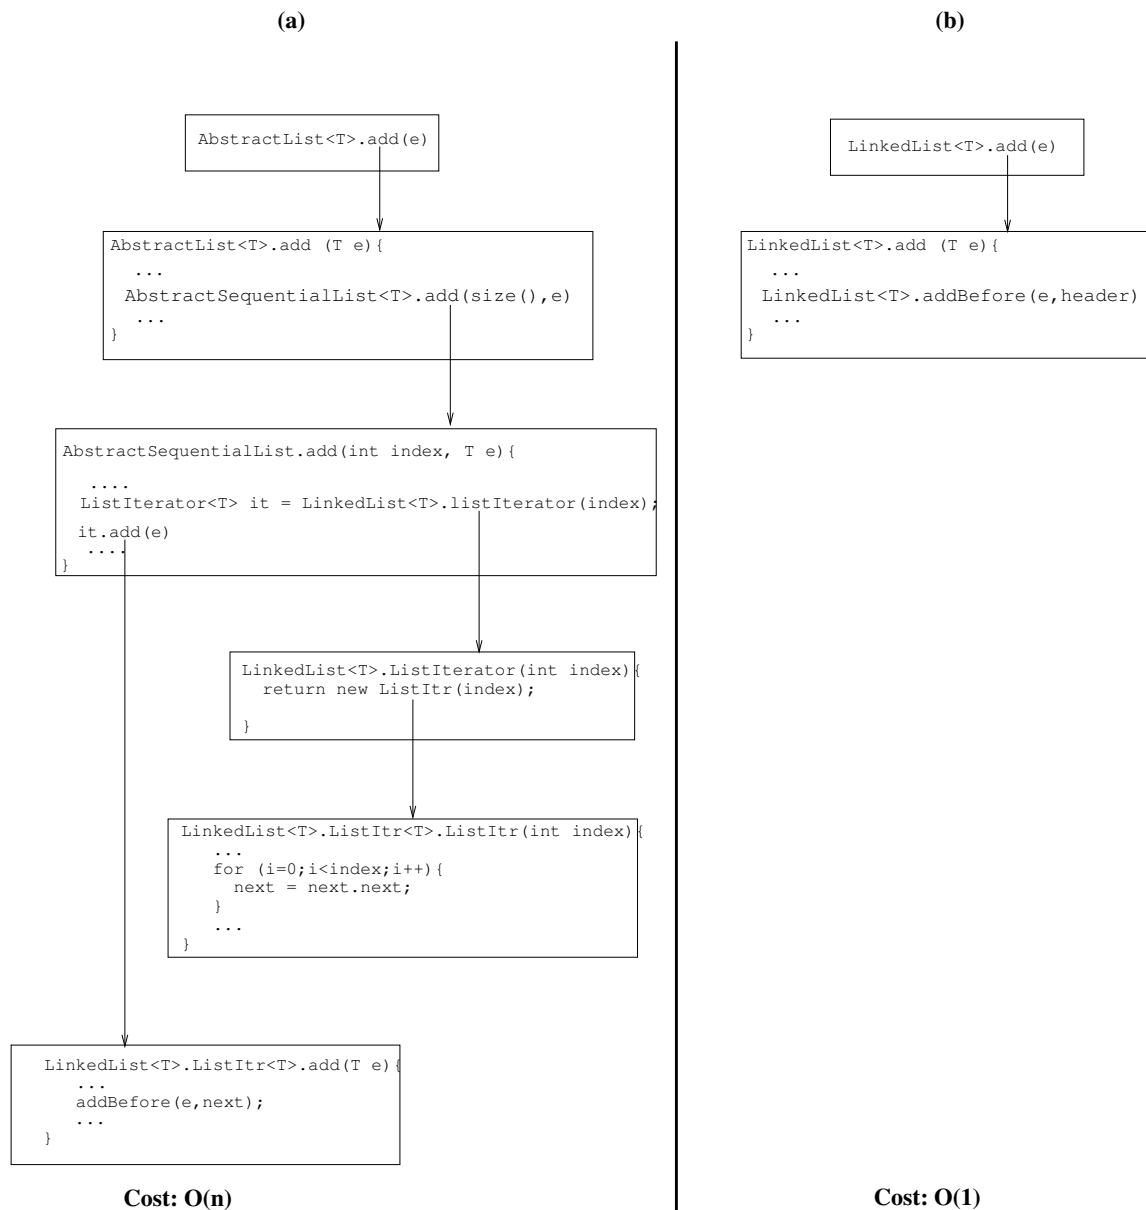 (a)
AbstractList<T>.add(e)
AbstractList<T>.add (T e){
...
AbstractSequentialList<T>.add(size(),e)
...
}
AbstractSequentialList.add(int index, T e){
....
ListIterator<T> it = LinkedList<T>.listIterator(index);
it.add(e)
....
}
LinkedList<T>.ListIterator(int index){
return new ListItr(index);
}
LinkedList<T>.ListItr<T>.ListItr(int index){
...
for (i=0;i<index;i++){
next = next.next;
}
...
}
LinkedList<T>.ListItr<T>.add(T e){
...
addBefore(e,next);
...
}
Cost: O(n)
(b)
LinkedList<T>.add(e)
LinkedList<T>.add (T e){
...
LinkedList<T>.addBefore(e,header)
...
}
Cost: O(1)